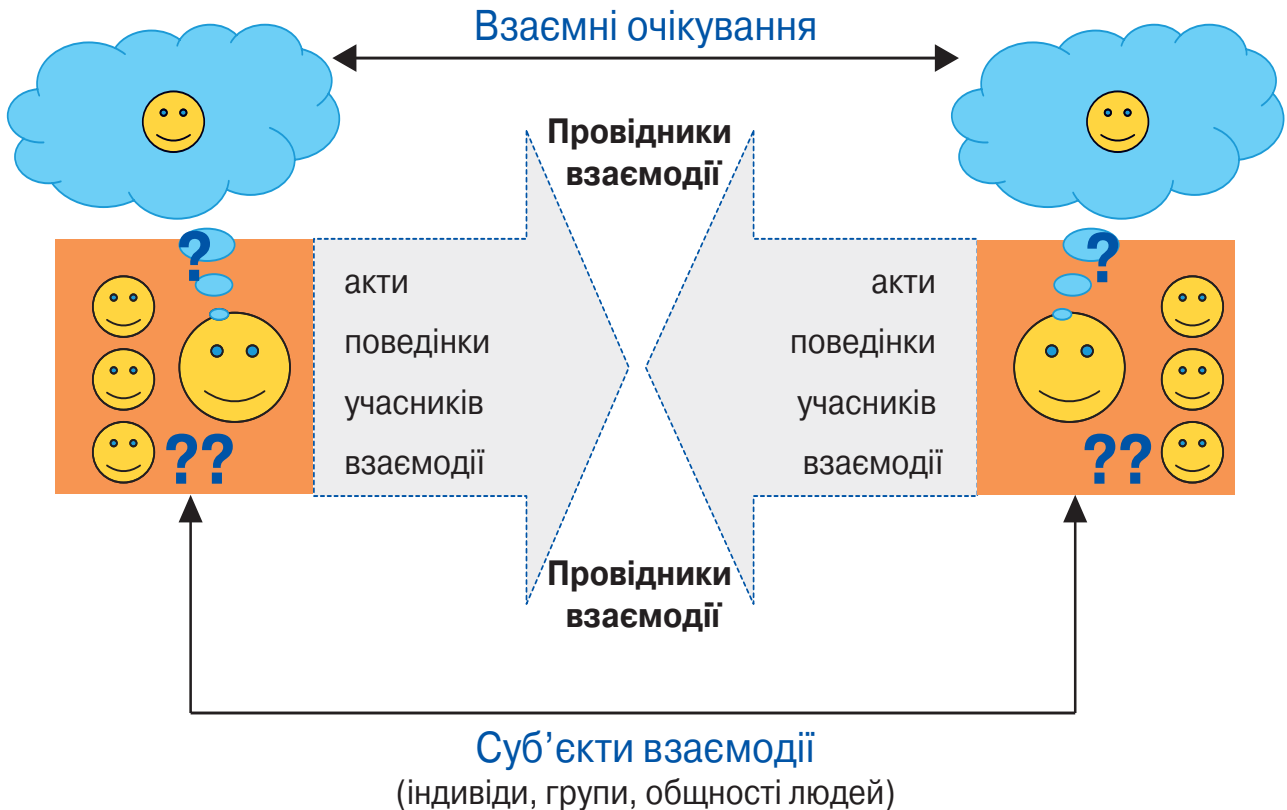 Взаємні очікування
Провідники
взаємодії
?
?
акти
поведінки
учасників
взаємодії
акти
поведінки
учасників
взаємодії
??
??
Провідники
взаємодії
Суб’єкти взаємодії
(індивіди, групи, общності людей)